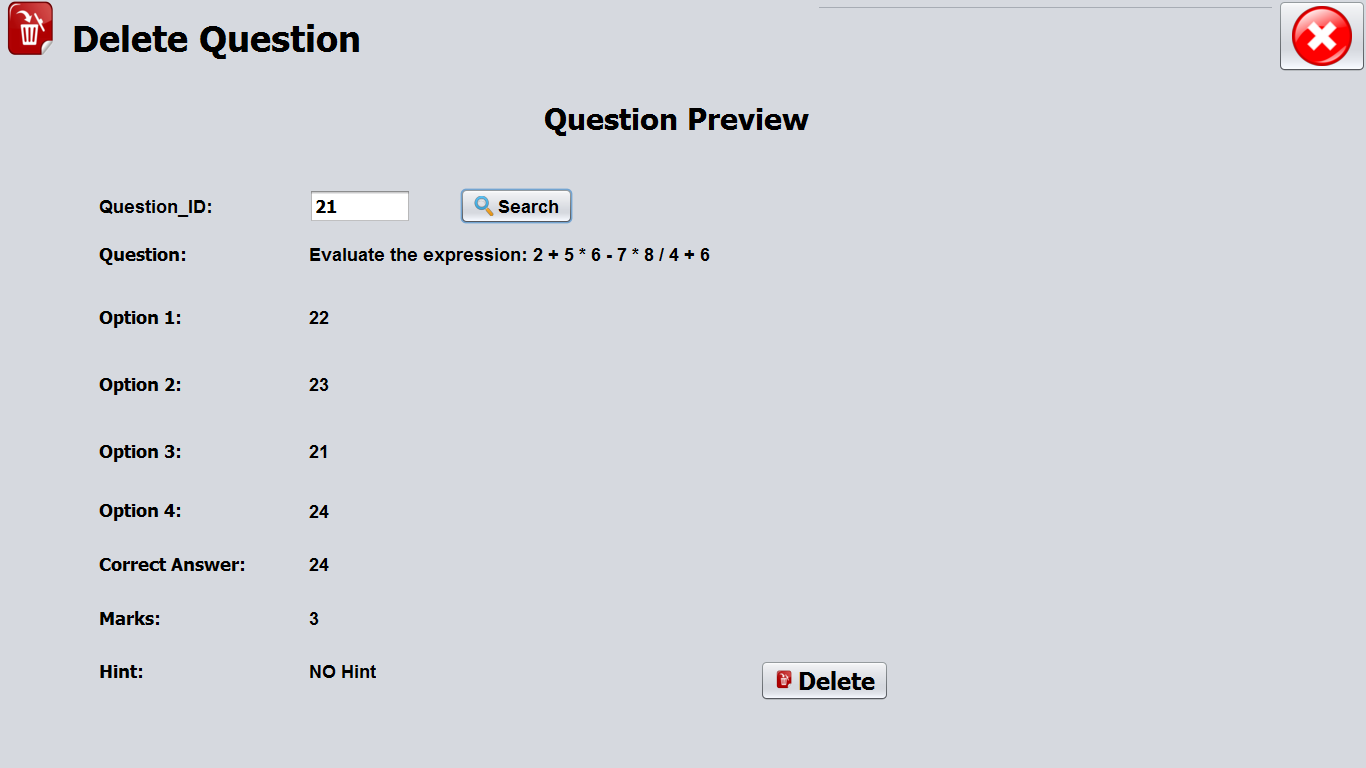 Delete Question
Question Preview
Question_ID: 21 Search
Question: Evaluate the expression: 2 + 5 * 6 - 7 * 8 / 4 + 6
Option 1: 22
Option 2: 23
Option 3: 21
Option 4: 24
Correct Answer: 24
Marks: 3
Hint: NO Hint
Delete